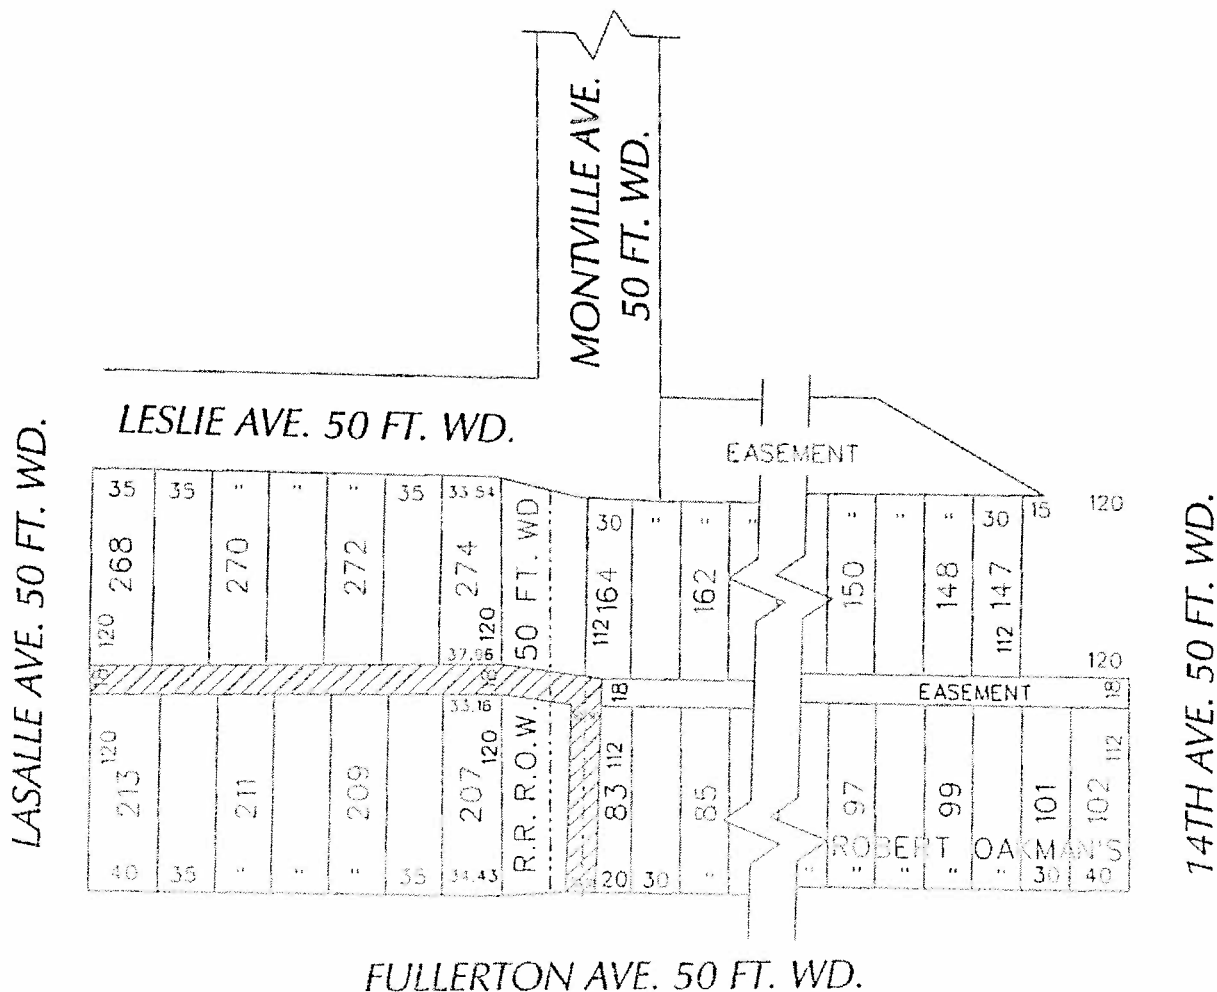 MONTVILLE AVE.
50 FT. WD.
LESLIE AVE. 50 FT. WD.
LASALLE AVE. 50 FT. WD.
14TH AVE. 50 FT. WD.
EASEMENT
35 35 " " " 35 33.54
30 " " " " " " 30 15 120
268 270 272 274
50 FT. WD
164 162 150 148 147
120 120 112 112
37.96 120
18 18 18 EASEMENT 18
33.16
120 120 112 112
213 211 209 207
R.R. R.O.W.
83 85 97 99 101 102
ROBERT OAKMAN'S
40 35 " " " 35 34.43
20 30 " " " " " 30 40
FULLERTON AVE. 50 FT. WD.